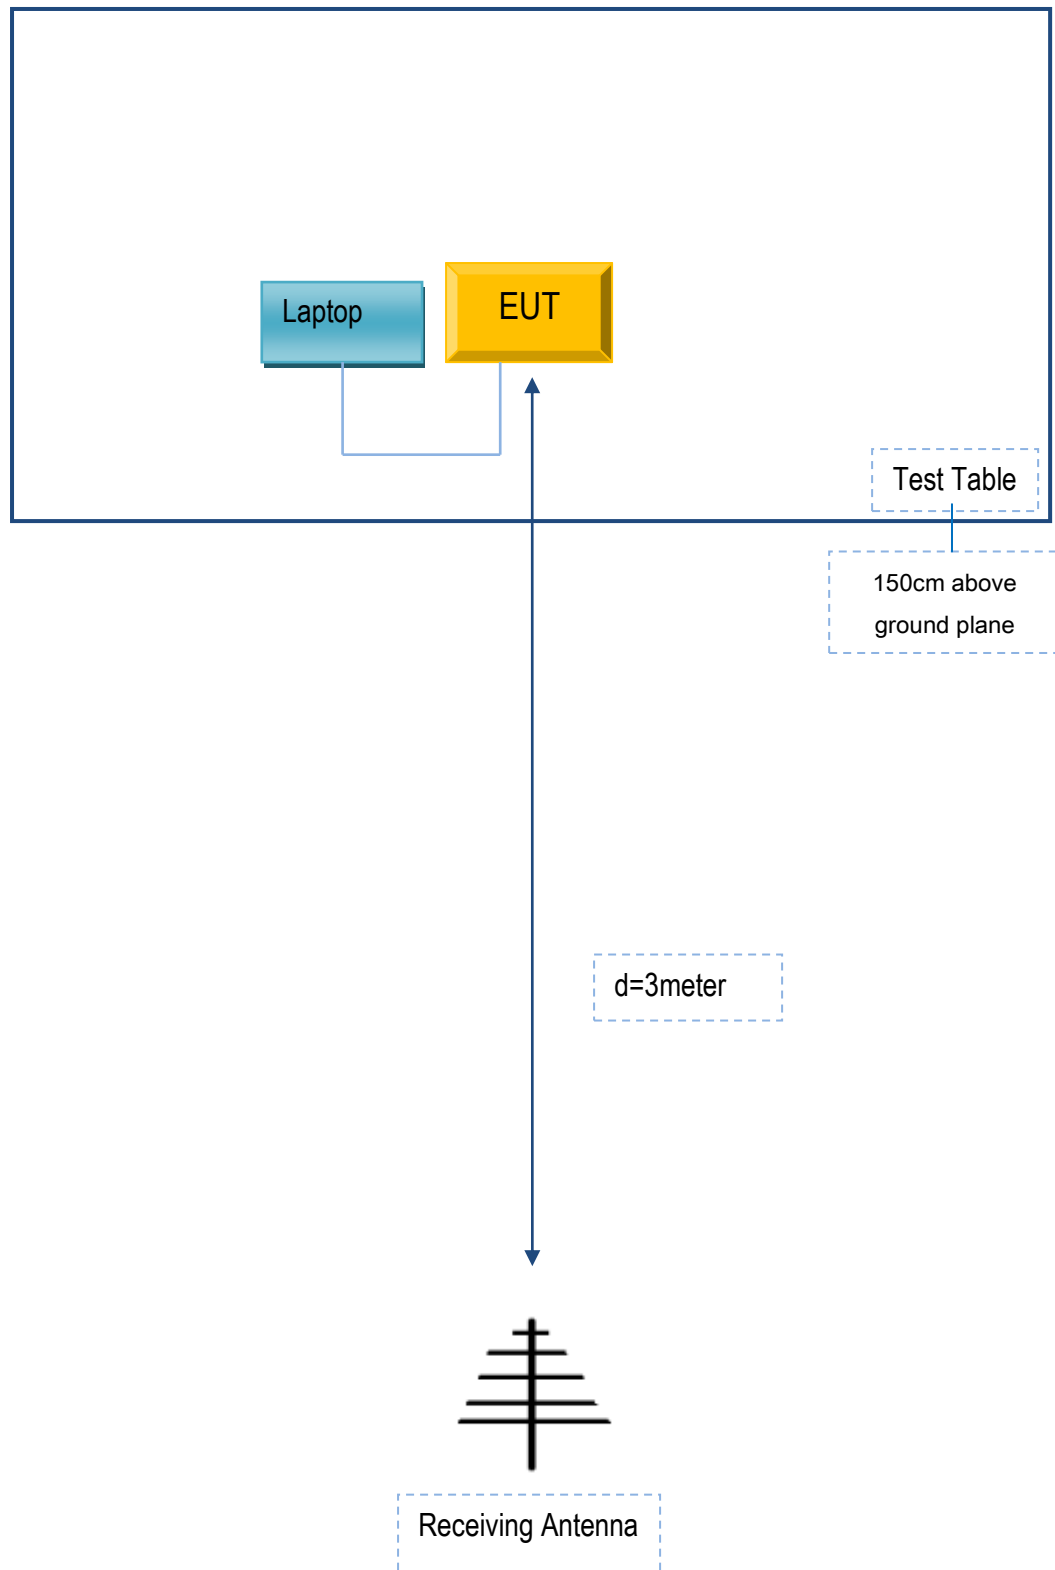 Laptop
EUT
Test Table
150cm above
ground plane
d=3meter
Receiving Antenna